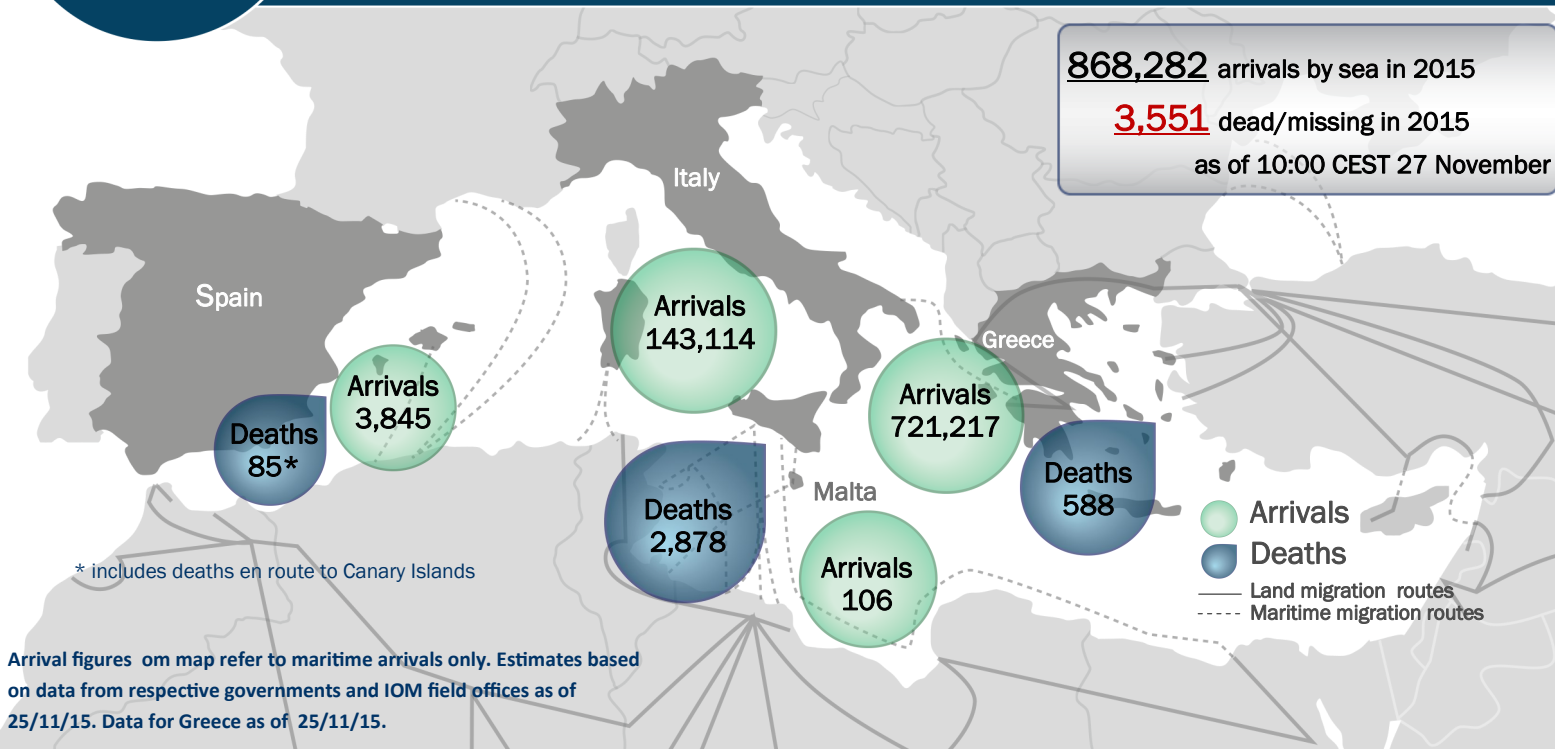 868,282 arrivals by sea in 2015
3,551 dead/missing in 2015
as of 10:00 CEST 27 November
Italy
Spain
Arrivals
143,114
Greece
Arrivals
3,845
Arrivals
721,217
Deaths
85*
Deaths
588
Malta
Deaths
2,878
Arrivals
106
Arrivals
Deaths
Land migration routes
Maritime migration routes
* includes deaths en route to Canary Islands
Arrival figures om map refer to maritime arrivals only. Estimates based
on data from respective governments and IOM field offices as of
25/11/15. Data for Greece as of 25/11/15.